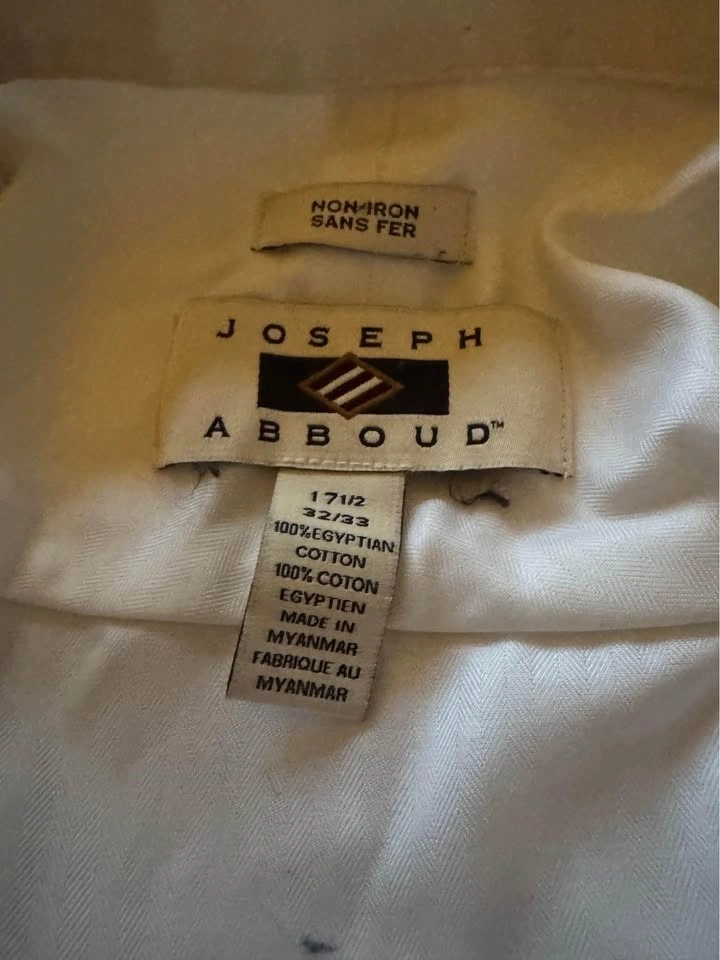 NON-IRON
SANS FER
JOSEPH
ABBOUD™
17 1/2
32/33
100% EGYPTIAN
COTTON
100% COTON
EGYPTIEN
MADE IN
MYANMAR
FABRIQUE AU
MYANMAR